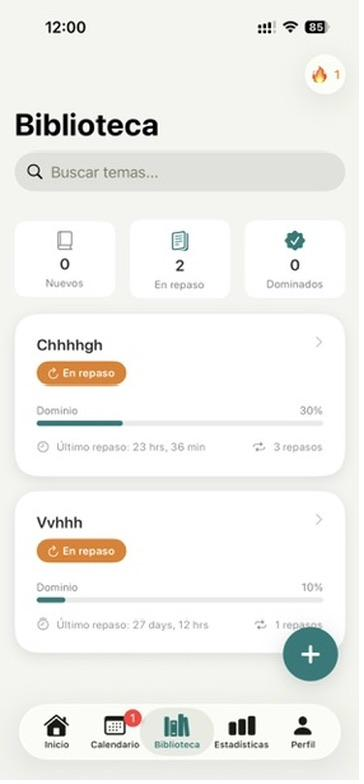 12:00
85
1
Biblioteca
Buscar temas...
0
Nuevos
2
En repaso
0
Dominados
Chhhhgh
En repaso
Dominio 30%
Último repaso: 23 hrs, 36 min 3 repasos
Vvhhh
En repaso
Dominio 10%
Último repaso: 27 days, 12 hrs 1 repasos
+
1
Inicio
Calendario
Biblioteca
Estadísticas
Perfil